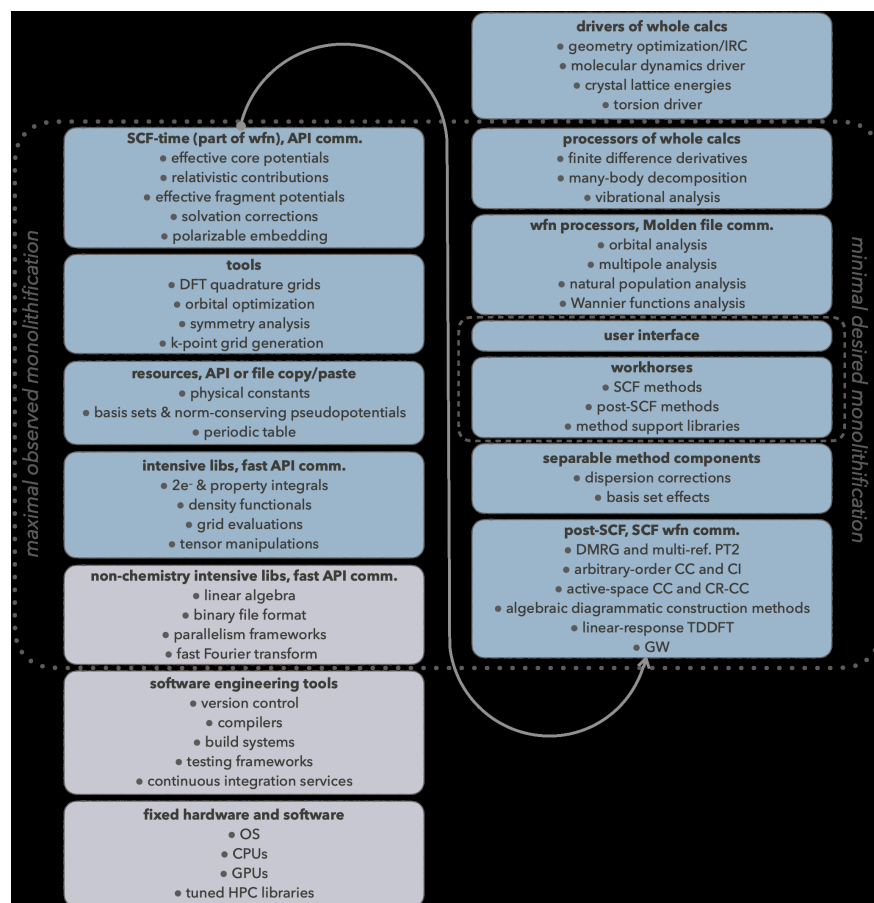 drivers of whole calcs
● geometry optimization/IRC
● molecular dynamics driver
● crystal lattice energies
● torsion driver
SCF-time (part of wfn), API comm.
● effective core potentials
● relativistic contributions
● effective fragment potentials
● solvation corrections
● polarizable embedding
tools
● DFT quadrature grids
● orbital optimization
● symmetry analysis
● k-point grid generation
resources, API or file copy/paste
● physical constants
● basis sets & norm-conserving pseudopotentials
● periodic table
intensive libs, fast API comm.
● 2e⁻ & property integrals
● density functionals
● grid evaluations
● tensor manipulations
non-chemistry intensive libs, fast API comm.
● linear algebra
● binary file format
● parallelism frameworks
● fast Fourier transform
software engineering tools
● version control
● compilers
● build systems
● testing frameworks
● continuous integration services
fixed hardware and software
● OS
● CPUs
● GPUs
● tuned HPC libraries
maximal observed monolithification
processors of whole calcs
● finite difference derivatives
● many-body decomposition
● vibrational analysis
wfn processors, Molden file comm.
● orbital analysis
● multipole analysis
● natural population analysis
● Wannier functions analysis
user interface
workhorses
● SCF methods
● post-SCF methods
● method support libraries
separable method components
● dispersion corrections
● basis set effects
post-SCF, SCF wfn comm.
● DMRG and multi-ref. PT2
● arbitrary-order CC and CI
● active-space CC and CR-CC
● algebraic diagrammatic construction methods
● linear-response TDDFT
● GW
minimal desired monolithification